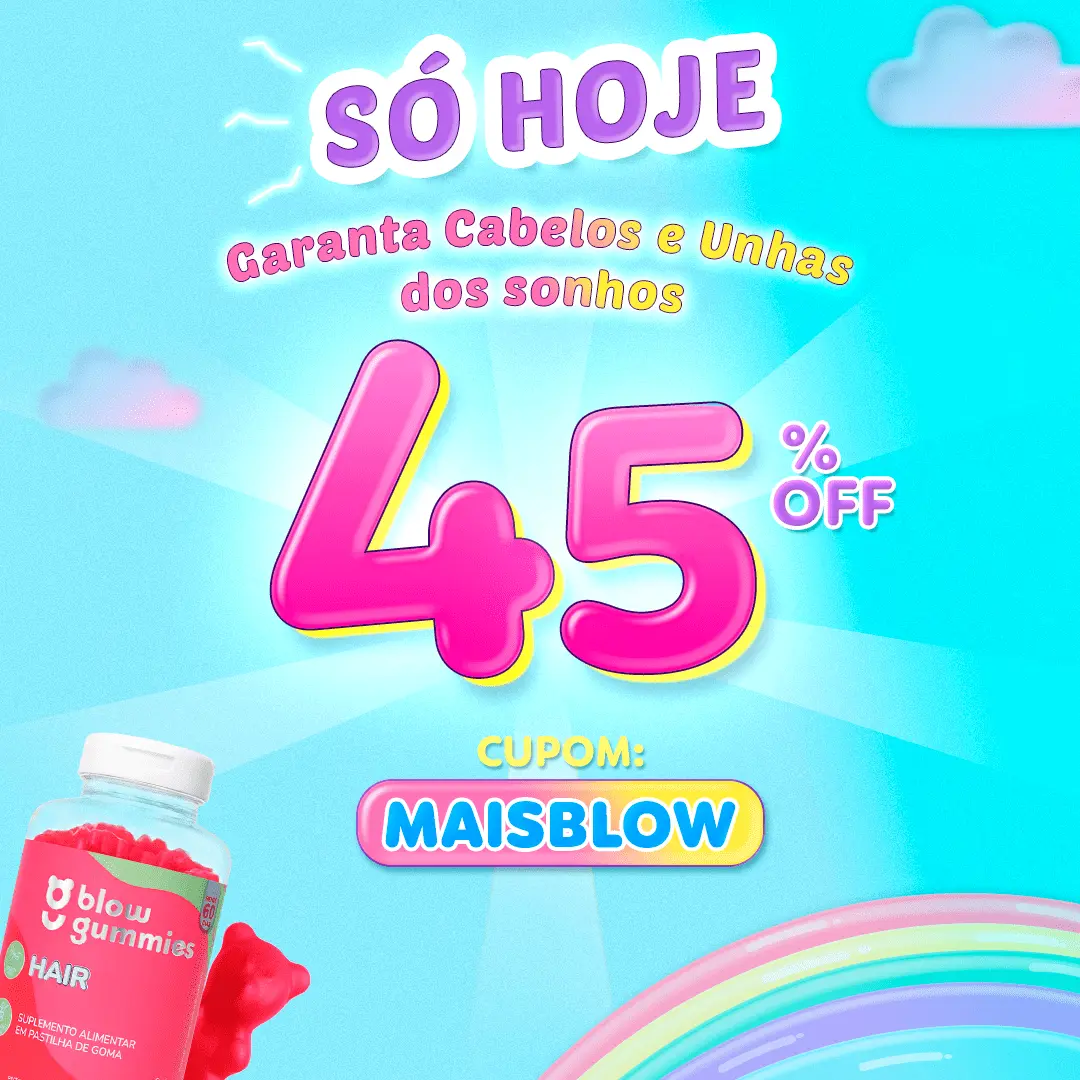 SÓ HOJE
Garanta Cabelos e Unhas
dos sonhos
45
%
OFF
CUPOM:
MAISBLOW
blow
gummies
HAIR
SUPLEMENTO ALIMENTAR
EM PASTILHA DE GOMA